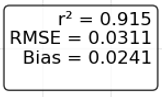 r² = 0.915
RMSE = 0.0311
Bias = 0.0241